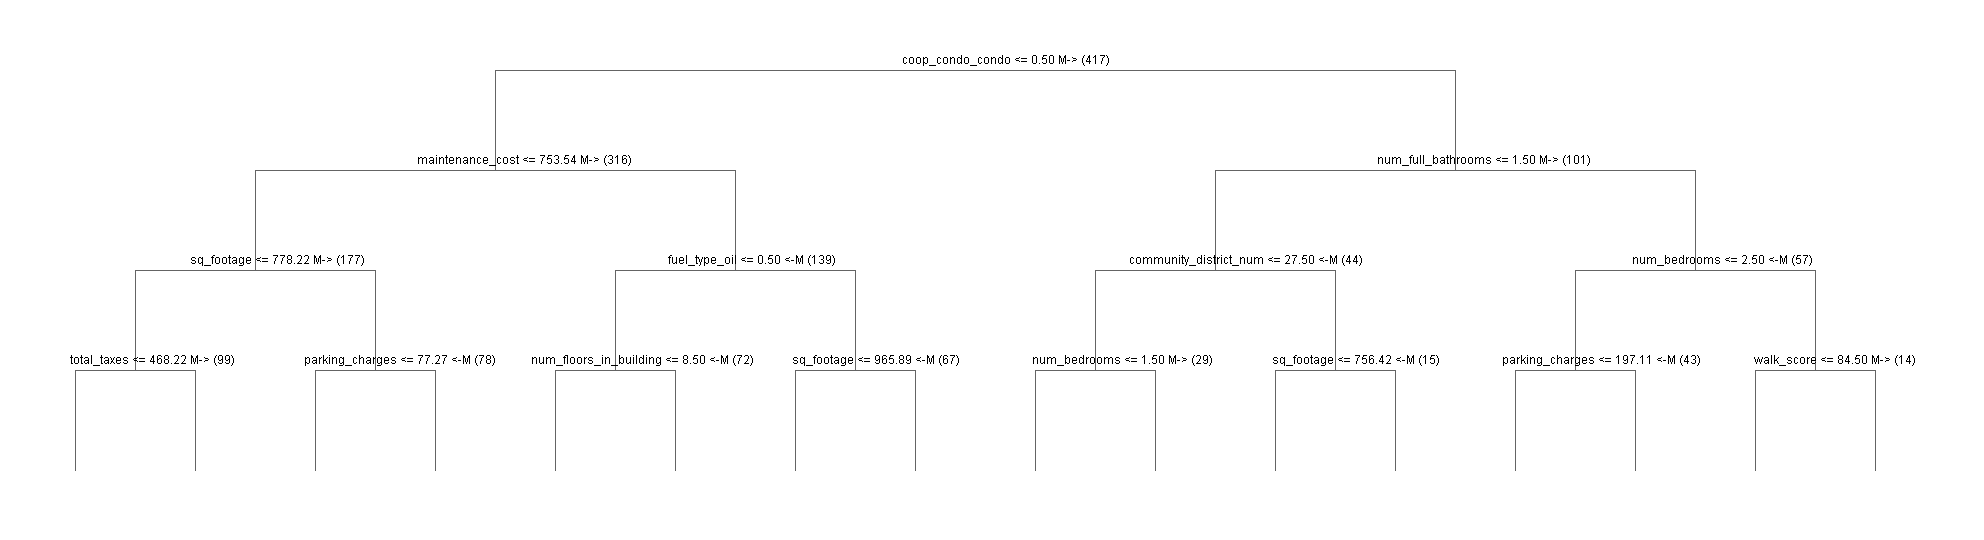 coop_condo_condo <= 0.50 M-> (417)
maintenance_cost <= 753.54 M-> (316)
num_full_bathrooms <= 1.50 M-> (101)
sq_footage <= 778.22 M-> (177)
fuel_type_oil <= 0.50 <-M (139)
community_district_num <= 27.50 <-M (44)
num_bedrooms <= 2.50 <-M (57)
total_taxes <= 468.22 M-> (99)
parking_charges <= 77.27 <-M (78)
num_floors_in_building <= 8.50 <-M (72)
sq_footage <= 965.89 <-M (67)
num_bedrooms <= 1.50 M-> (29)
sq_footage <= 756.42 <-M (15)
parking_charges <= 197.11 <-M (43)
walk_score <= 84.50 M-> (14)